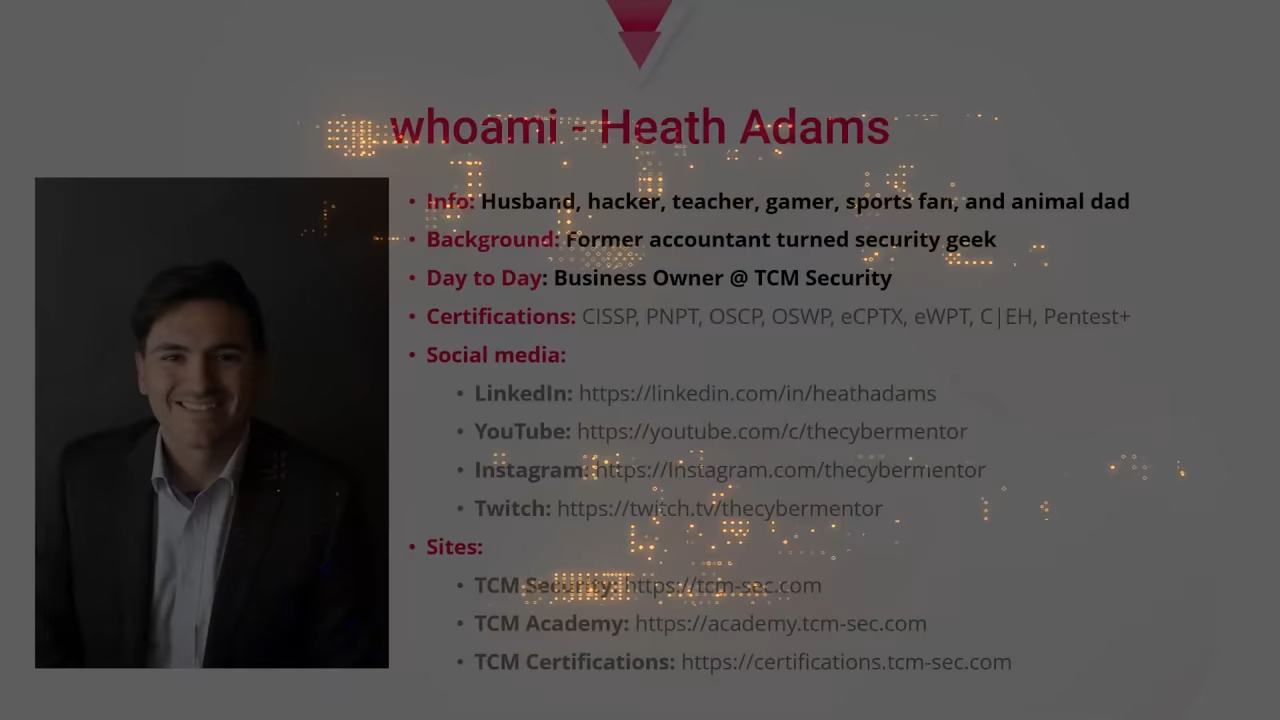 whoami - Heath Adams
• Info: Husband, hacker, teacher, gamer, sports fan, and animal dad
• Background: Former accountant turned security geek
• Day to Day: Business Owner @ TCM Security
• Certifications: CISSP, PNPT, OSCP, OSWP, eCPTX, eWPT, C|EH, Pentest+
• Social media:
• LinkedIn: https://linkedin.com/in/heathadams
• YouTube: https://youtube.com/c/thecybermentor
• Instagram: https://Instagram.com/thecybermentor
• Twitch: https://twitch.tv/thecybermentor
• Sites:
• TCM Security: https://tcm-sec.com
• TCM Academy: https://academy.tcm-sec.com
• TCM Certifications: https://certifications.tcm-sec.com